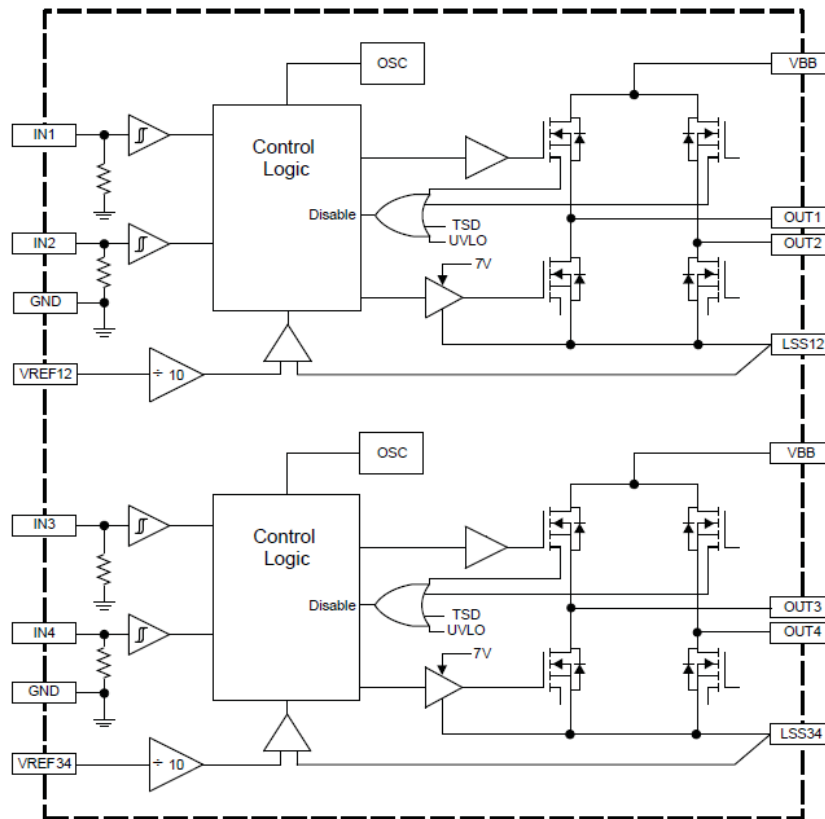 OSC
VBB
IN1
Control
Logic
Disable
TSD
UVLO
OUT1
IN2
OUT2
7V
GND
LSS12
VREF12
÷ 10
OSC
VBB
IN3
Control
Logic
Disable
TSD
UVLO
OUT3
IN4
OUT4
7V
GND
LSS34
VREF34
÷ 10